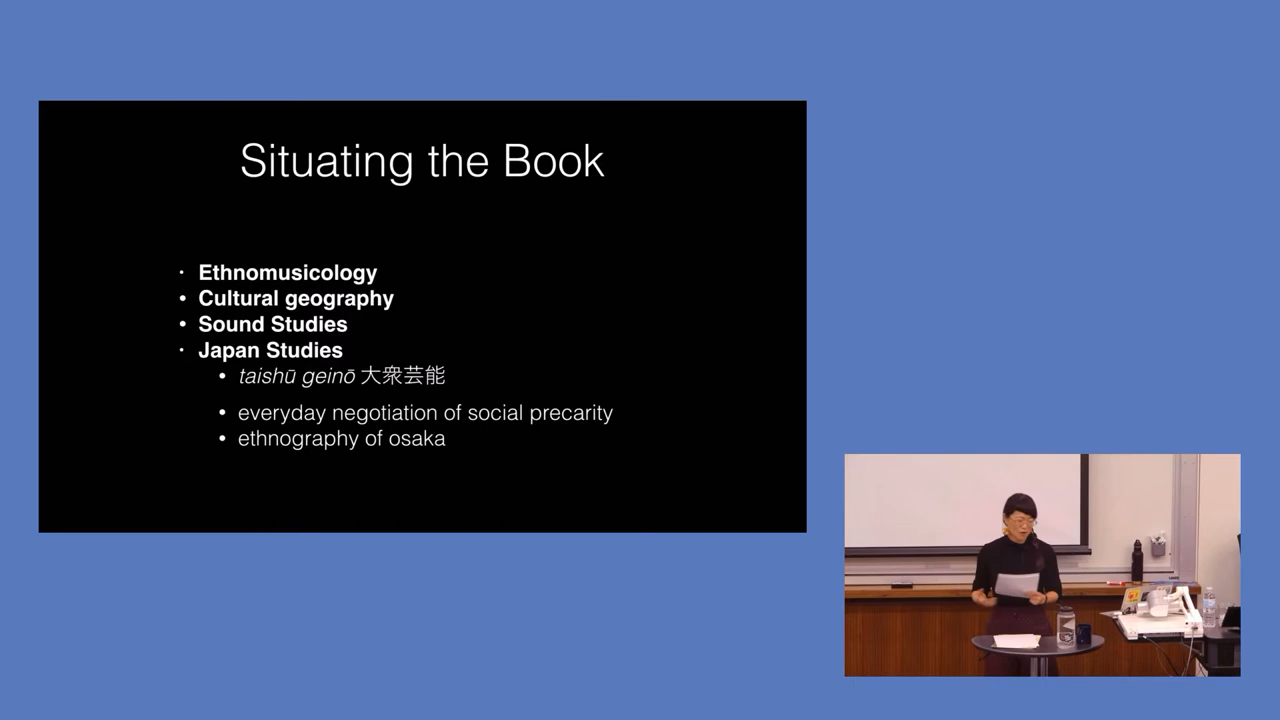 Situating the Book
• Ethnomusicology
• Cultural geography
• Sound Studies
• Japan Studies
• taishū geinō 大衆芸能
• everyday negotiation of social precarity
• ethnography of osaka